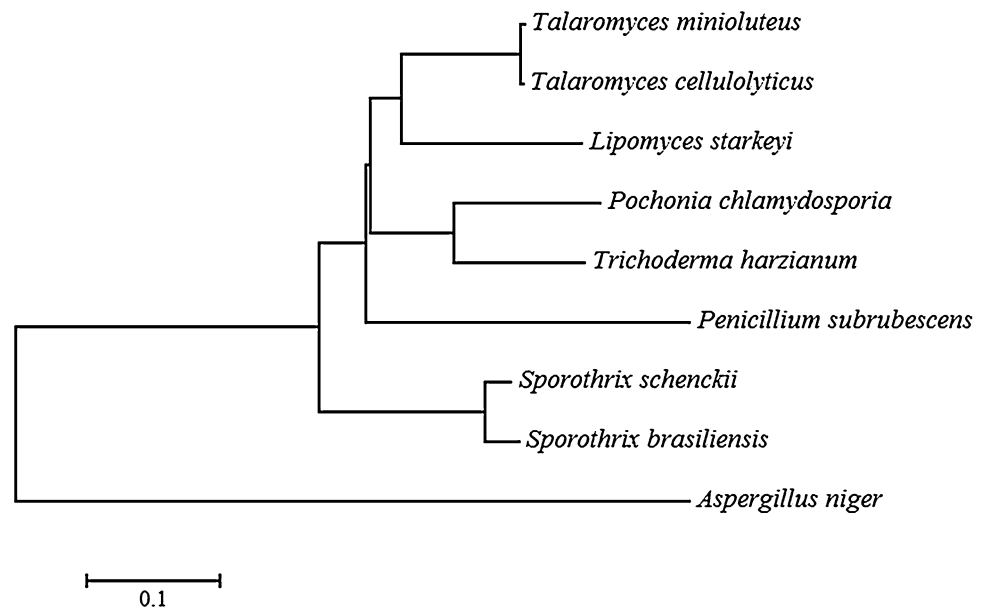 Talaromyces minioluteus
Talaromyces cellulolyticus
Lipomyces starkeyi
Pochonia chlamydosporia
Trichoderma harzianum
Penicillium subrubescens
Sporothrix schenckii
Sporothrix brasiliensis
Aspergillus niger
0.1